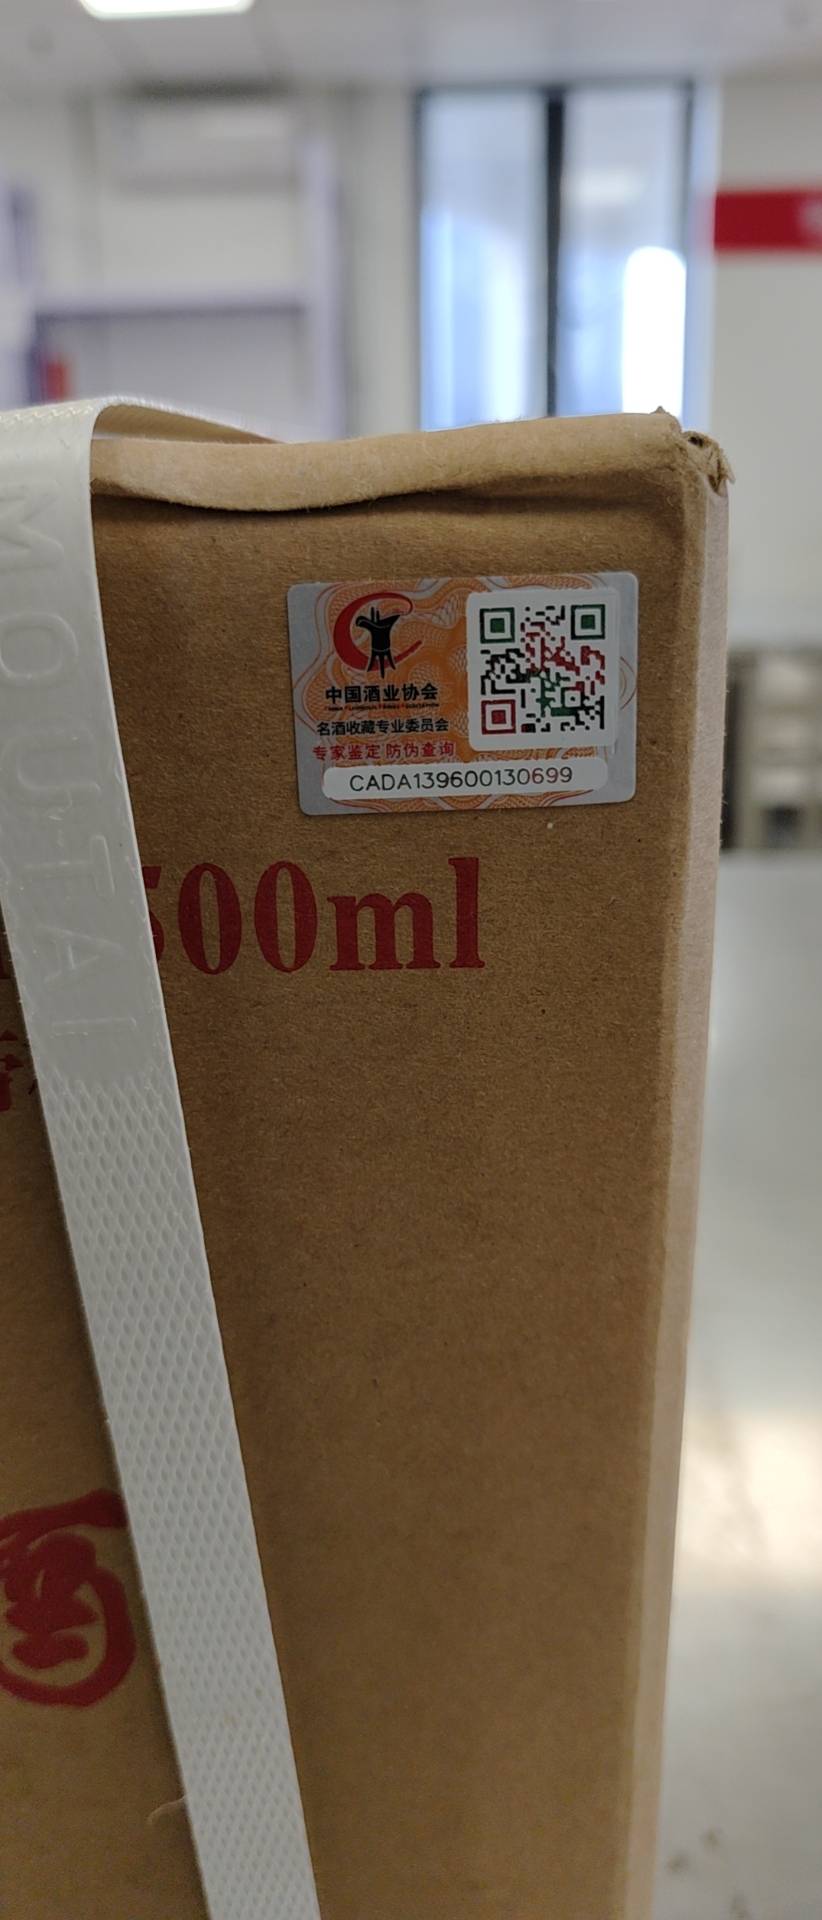 中国酒业协会
名酒收藏专业委员会
专家鉴定 防伪查询
CADA139600130699
MOUTAI
500ml